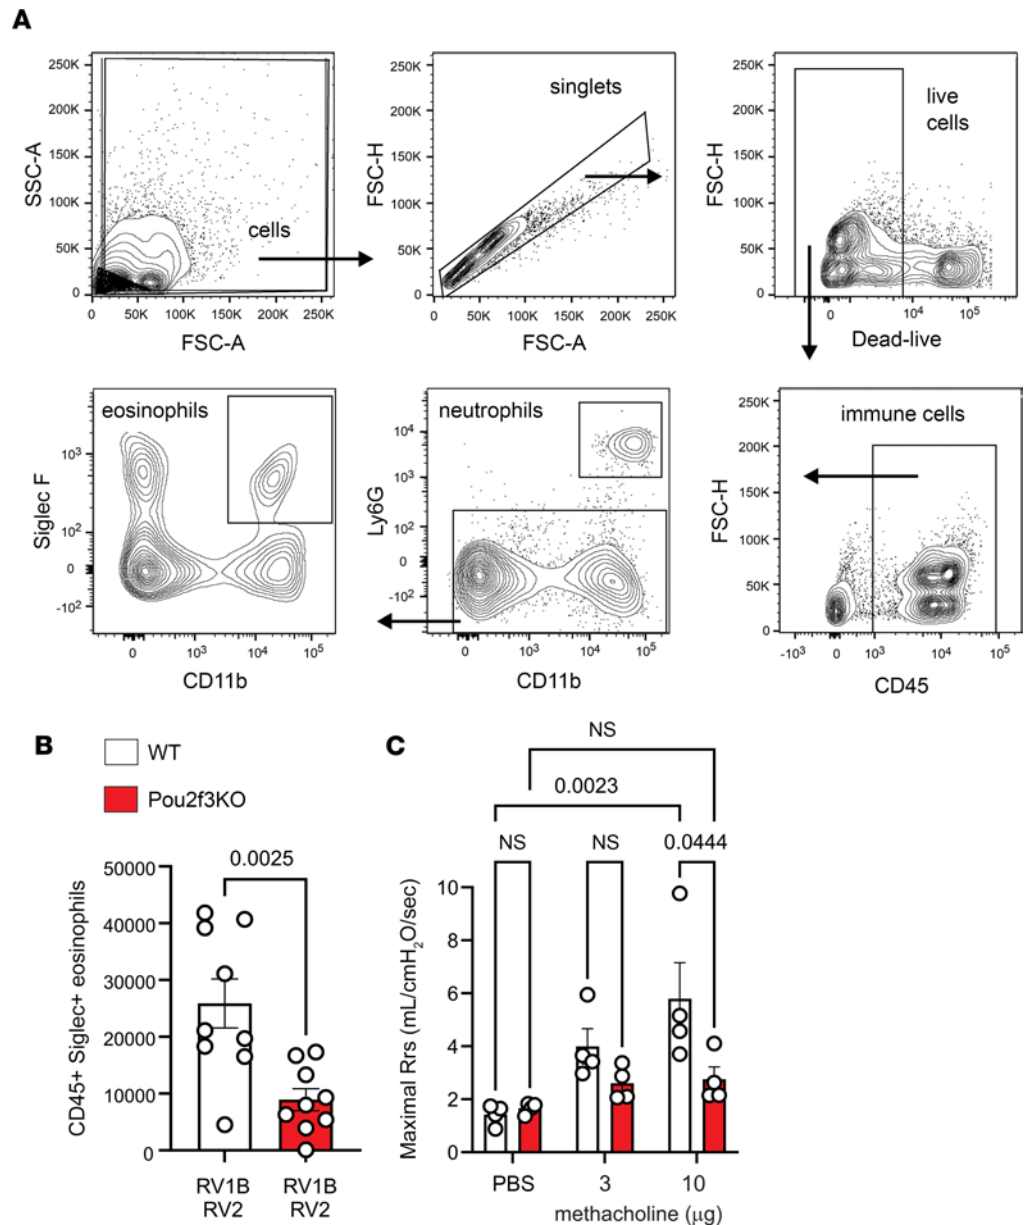 A
250K
200K
150K
100K
50K
0
SSC-A
cells
0 50K 100K 150K 200K 250K
FSC-A
250K
200K
150K
100K
50K
0
FSC-H
singlets
0 50K 100K 150K 200K 250K
FSC-A
250K
200K
150K
100K
50K
0
FSC-H
live
cells
0 10³ 10⁴ 10⁵
Dead-live
eosinophils
10³
10²
0
-10²
Siglec F
0 10³ 10⁴ 10⁵
CD11b
neutrophils
10⁴
10³
10²
0
-10²
Ly6G
0 10³ 10⁴ 10⁵
CD11b
immune cells
250K
200K
150K
100K
50K
0
FSC-H
-10³ 0 10³ 10⁴ 10⁵
CD45
B
WT
Pou2f3KO
0.0025
50000
40000
30000
20000
10000
0
CD45+ Siglec+ eosinophils
RV1B RV1B
RV2 RV2
C
NS
0.0023
NS NS 0.0444
10
8
6
4
2
0
Maximal Rrs (mL/cmH₂O/sec)
PBS 3 10
methacholine (μg)